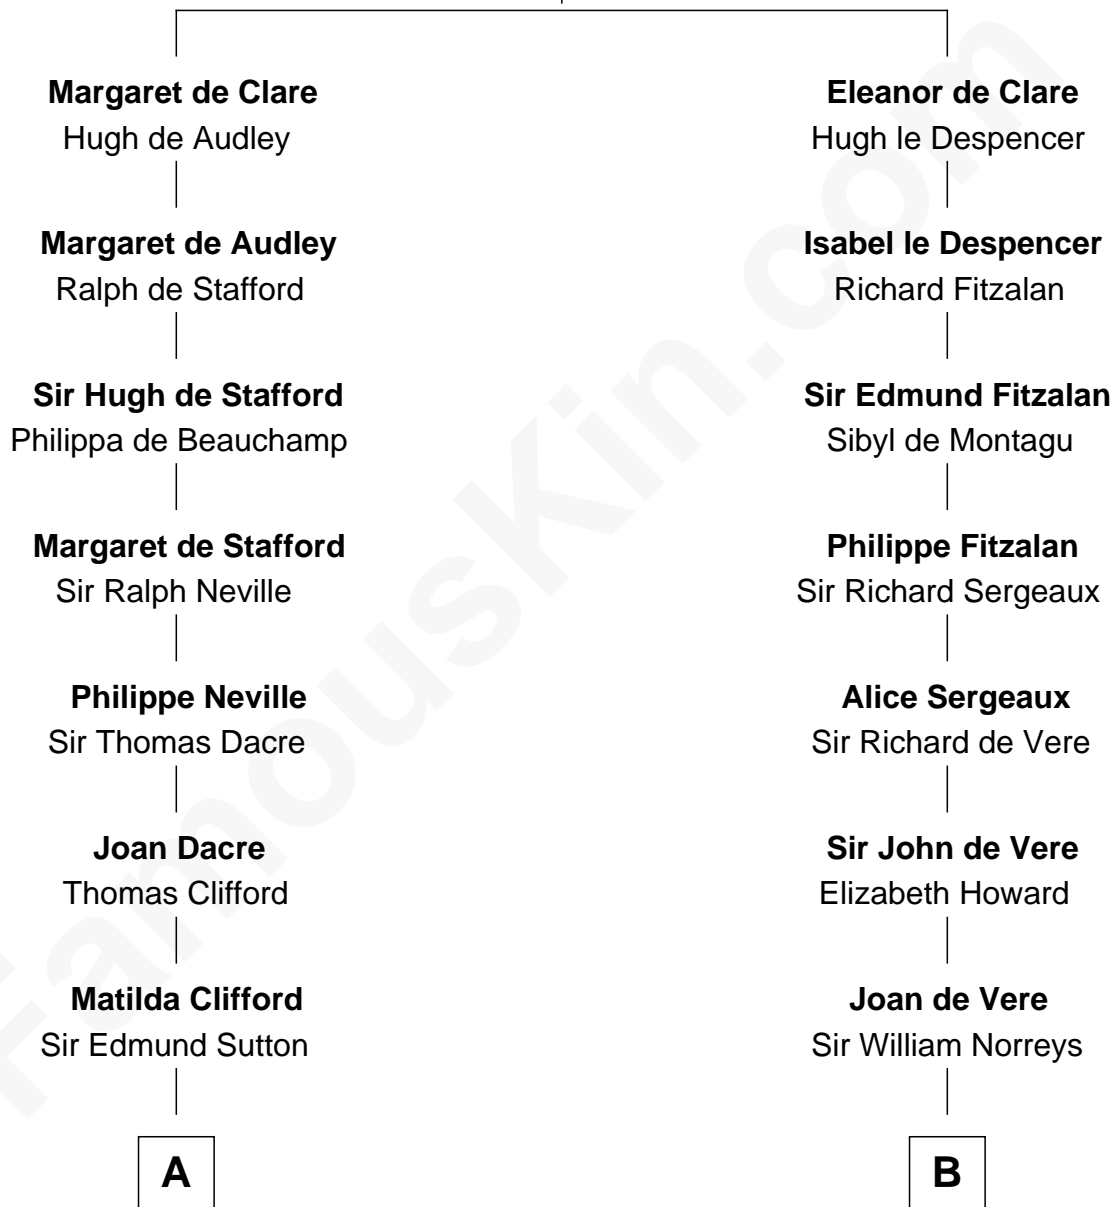 Margaret de Clare
Hugh de Audley
Margaret de Audley
Ralph de Stafford
Sir Hugh de Stafford
Philippa de Beauchamp
Margaret de Stafford
Sir Ralph Neville
Philippe Neville
Sir Thomas Dacre
Joan Dacre
Thomas Clifford
Matilda Clifford
Sir Edmund Sutton
A
Eleanor de Clare
Hugh le Despencer
Isabel le Despencer
Richard Fitzalan
Sir Edmund Fitzalan
Sibyl de Montagu
Philippe Fitzalan
Sir Richard Sergeaux
Alice Sergeaux
Sir Richard de Vere
Sir John de Vere
Elizabeth Howard
Joan de Vere
Sir William Norreys
B
FamousKin.com